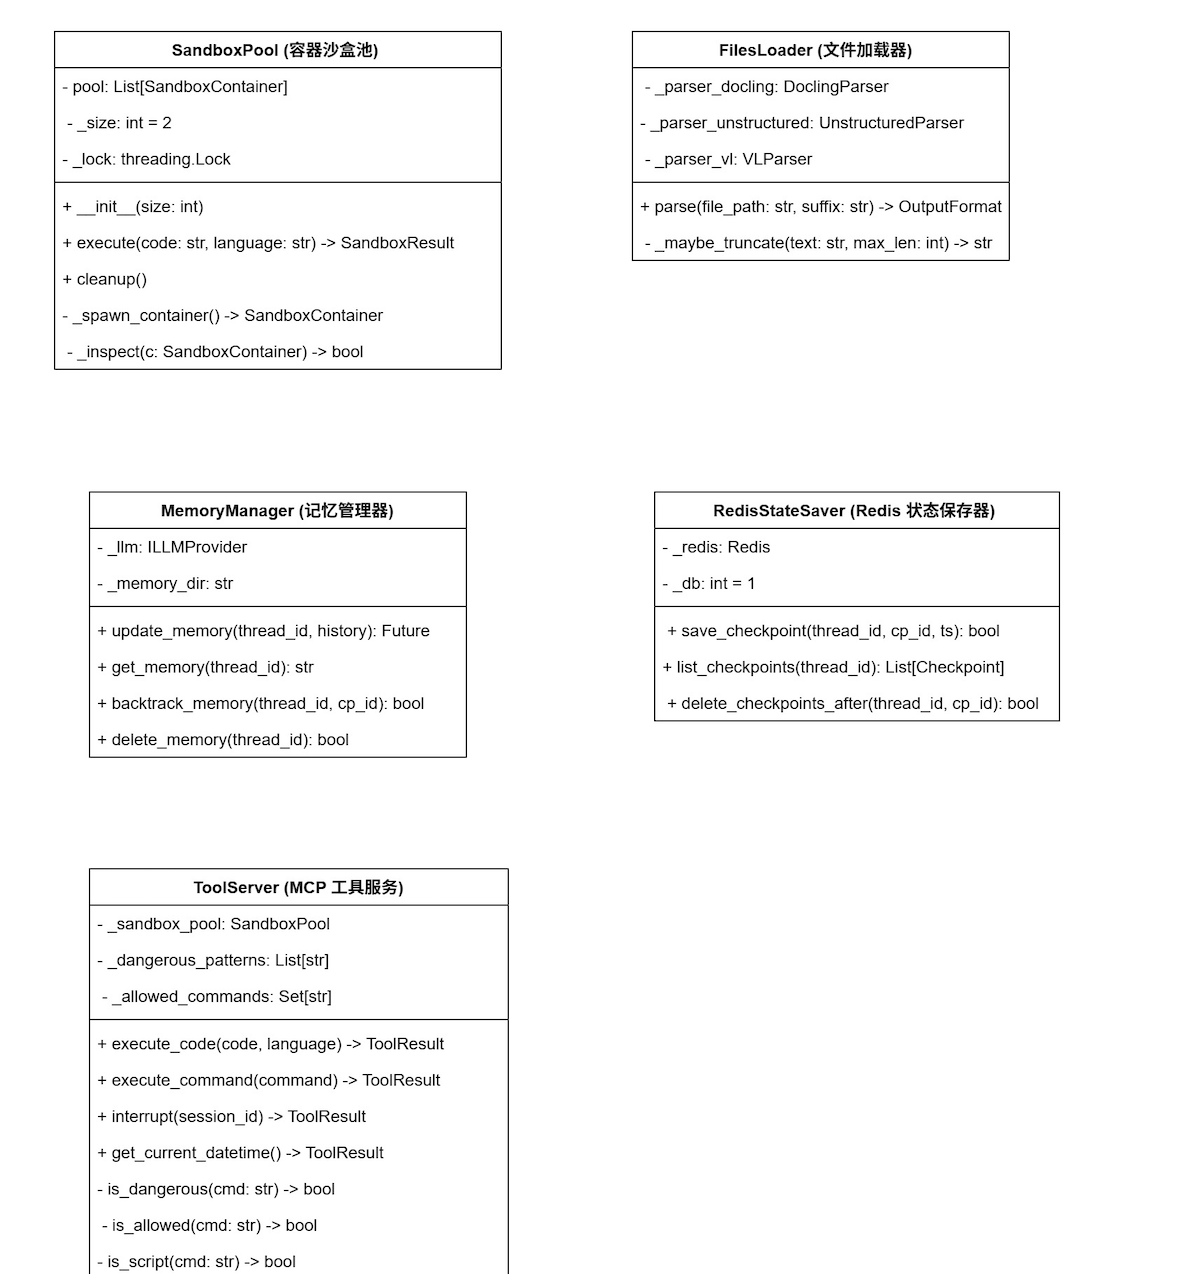 SandboxPool (容器沙盒池)
- pool: List[SandboxContainer]
- _size: int = 2
- _lock: threading.Lock
+ __init__(size: int)
+ execute(code: str, language: str) -> SandboxResult
+ cleanup()
- _spawn_container() -> SandboxContainer
- _inspect(c: SandboxContainer) -> bool
FilesLoader (文件加载器)
- _parser_docling: DoclingParser
- _parser_unstructured: UnstructuredParser
- _parser_vl: VLParser
+ parse(file_path: str, suffix: str) -> OutputFormat
- _maybe_truncate(text: str, max_len: int) -> str
MemoryManager (记忆管理器)
- _llm: ILLMProvider
- _memory_dir: str
+ update_memory(thread_id, history): Future
+ get_memory(thread_id): str
+ backtrack_memory(thread_id, cp_id): bool
+ delete_memory(thread_id): bool
RedisStateSaver (Redis 状态保存器)
- _redis: Redis
- _db: int = 1
+ save_checkpoint(thread_id, cp_id, ts): bool
+ list_checkpoints(thread_id): List[Checkpoint]
+ delete_checkpoints_after(thread_id, cp_id): bool
ToolServer (MCP 工具服务)
- _sandbox_pool: SandboxPool
- _dangerous_patterns: List[str]
- _allowed_commands: Set[str]
+ execute_code(code, language) -> ToolResult
+ execute_command(command) -> ToolResult
+ interrupt(session_id) -> ToolResult
+ get_current_datetime() -> ToolResult
- is_dangerous(cmd: str) -> bool
- is_allowed(cmd: str) -> bool
- is_script(cmd: str) -> bool